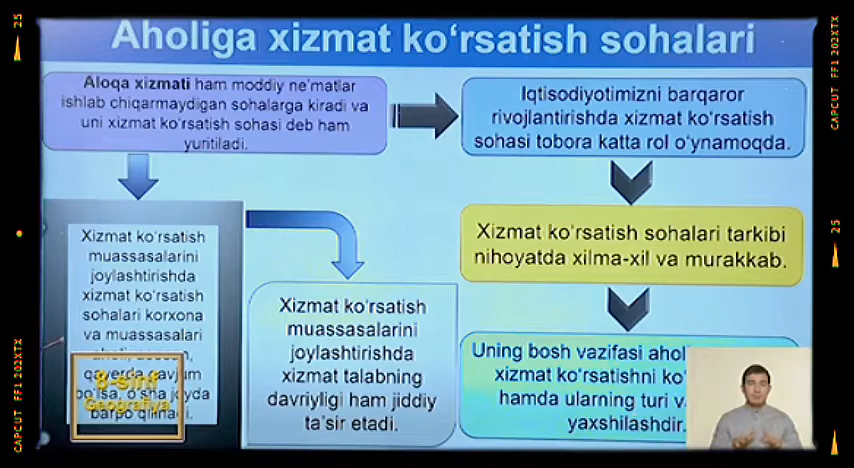 Aholiga xizmat ko‘rsatish sohalari
Aloqa xizmati ham moddiy ne’matlar
ishlab chiqarmaydigan sohalarga kiradi va
uni xizmat ko‘rsatish sohasi deb ham
yuritiladi.
Iqtisodiyotimizni barqaror
rivojlantirishda xizmat ko‘rsatish
sohasi tobora katta rol o‘ynamoqda.
Xizmat ko‘rsatish
muassasalarini
joylashtirishda
xizmat ko‘rsatish
sohalari korxona
va muassasalari
qayerda gavjum
bo‘lsa, o‘sha joyda
barpo qilinadi.
8-sinf
Geografiya
Xizmat ko‘rsatish
muassasalarini
joylashtirishda
xizmat talabning
davriyligi ham jiddiy
ta’sir etadi.
Xizmat ko‘rsatish sohalari tarkibi
nihoyatda xilma-xil va murakkab.
Uning bosh vazifasi
xizmat ko‘rsatishni
hamda ularning turi
yaxshilashdir.
25
CAPCUT FF1 202XTX
25
CAPCUT FF1 202XTX